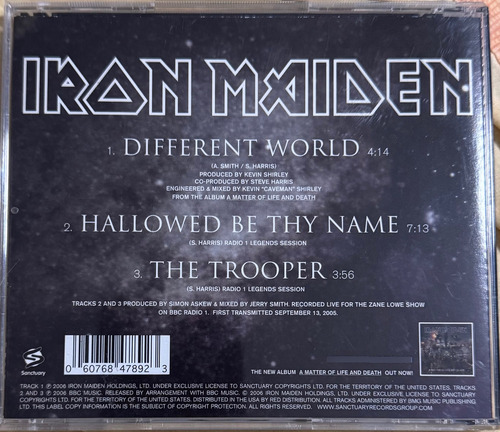 IRON MAIDEN
1. DIFFERENT WORLD 4:14
(A. SMITH / S. HARRIS)
PRODUCED BY KEVIN SHIRLEY
CO-PRODUCED BY STEVE HARRIS
ENGINEERED & MIXED BY KEVIN "CAVEMAN" SHIRLEY
FROM THE ALBUM A MATTER OF LIFE AND DEATH
2. HALLOWED BE THY NAME 7:13
(S. HARRIS) RADIO 1 LEGENDS SESSION
3. THE TROOPER 3:56
(S. HARRIS) RADIO 1 LEGENDS SESSION
TRACKS 2 AND 3 PRODUCED BY SIMON ASKEW & MIXED BY JERRY SMITH. RECORDED LIVE FOR THE ZANE LOWE SHOW
ON BBC RADIO 1. FIRST TRANSMITTED SEPTEMBER 13, 2005.
S
Sanctuary
0 60768 47892 3
THE NEW ALBUM A MATTER OF LIFE AND DEATH OUT NOW!
TRACK 1 ℗ 2006 IRON MAIDEN HOLDINGS, LTD. UNDER EXCLUSIVE LICENSE TO SANCTUARY COPYRIGHTS LTD. FOR THE TERRITORY OF THE UNITED STATES. TRACKS
2 AND 3 ℗ 2006 BBC MUSIC. RELEASED BY ARRANGEMENT WITH BBC MUSIC. © 2006 IRON MAIDEN HOLDINGS, LTD. UNDER EXCLUSIVE LICENSE TO SANCTUARY
COPYRIGHTS LTD. FOR THE TERRITORY OF THE UNITED STATES. DISTRIBUTED IN THE USA BY RED DISTRIBUTION. ALL TRACKS ADMINISTERED BY BMG MUSIC PUBLISHING
LTD. THIS LABEL COPY INFORMATION IS THE SUBJECT OF COPYRIGHT PROTECTION. ALL RIGHTS RESERVED. WWW.SANCTUARYRECORDSGROUP.COM